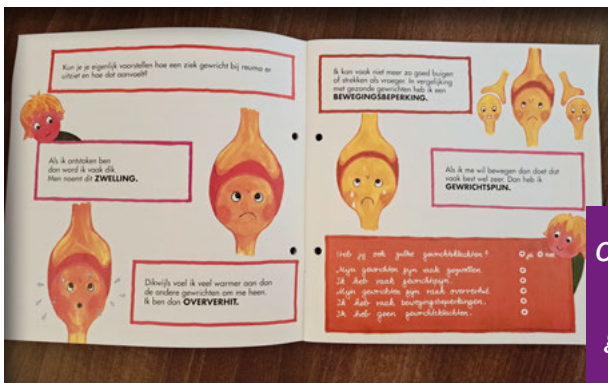 Kun je je eigenlijk voorstellen hoe een ziek gewricht bij reuma er
uitziet en hoe dat aanvoelt?
Als ik ontstoken ben
dan word ik vaak dik.
Men noemt dit ZWELLING.
Dikwijls voel ik veel warmer aan dan
de andere gewrichten om me heen.
Ik ben dan OVERVERHIT.
Ik kan vaak niet meer zo goed buigen
of strekken als vroeger. In vergelijking
met gezonde gewrichten heb ik een
BEWEGINGSBEPERKING.
Als ik me wil bewegen dan doet dat
vaak best wel zeer. Dan heb ik
GEWRICHTSPIJN.
Heb jij ook zulke gewrichtsklachten? ja nee
Mijn gewrichten zijn vaak gezwollen.
Ik heb vaak gewrichtspijn.
Mijn gewrichten zijn vaak oververhit.
Ik heb vaak bewegingsbeperkingen.
Ik heb geen gewrichtsklachten.